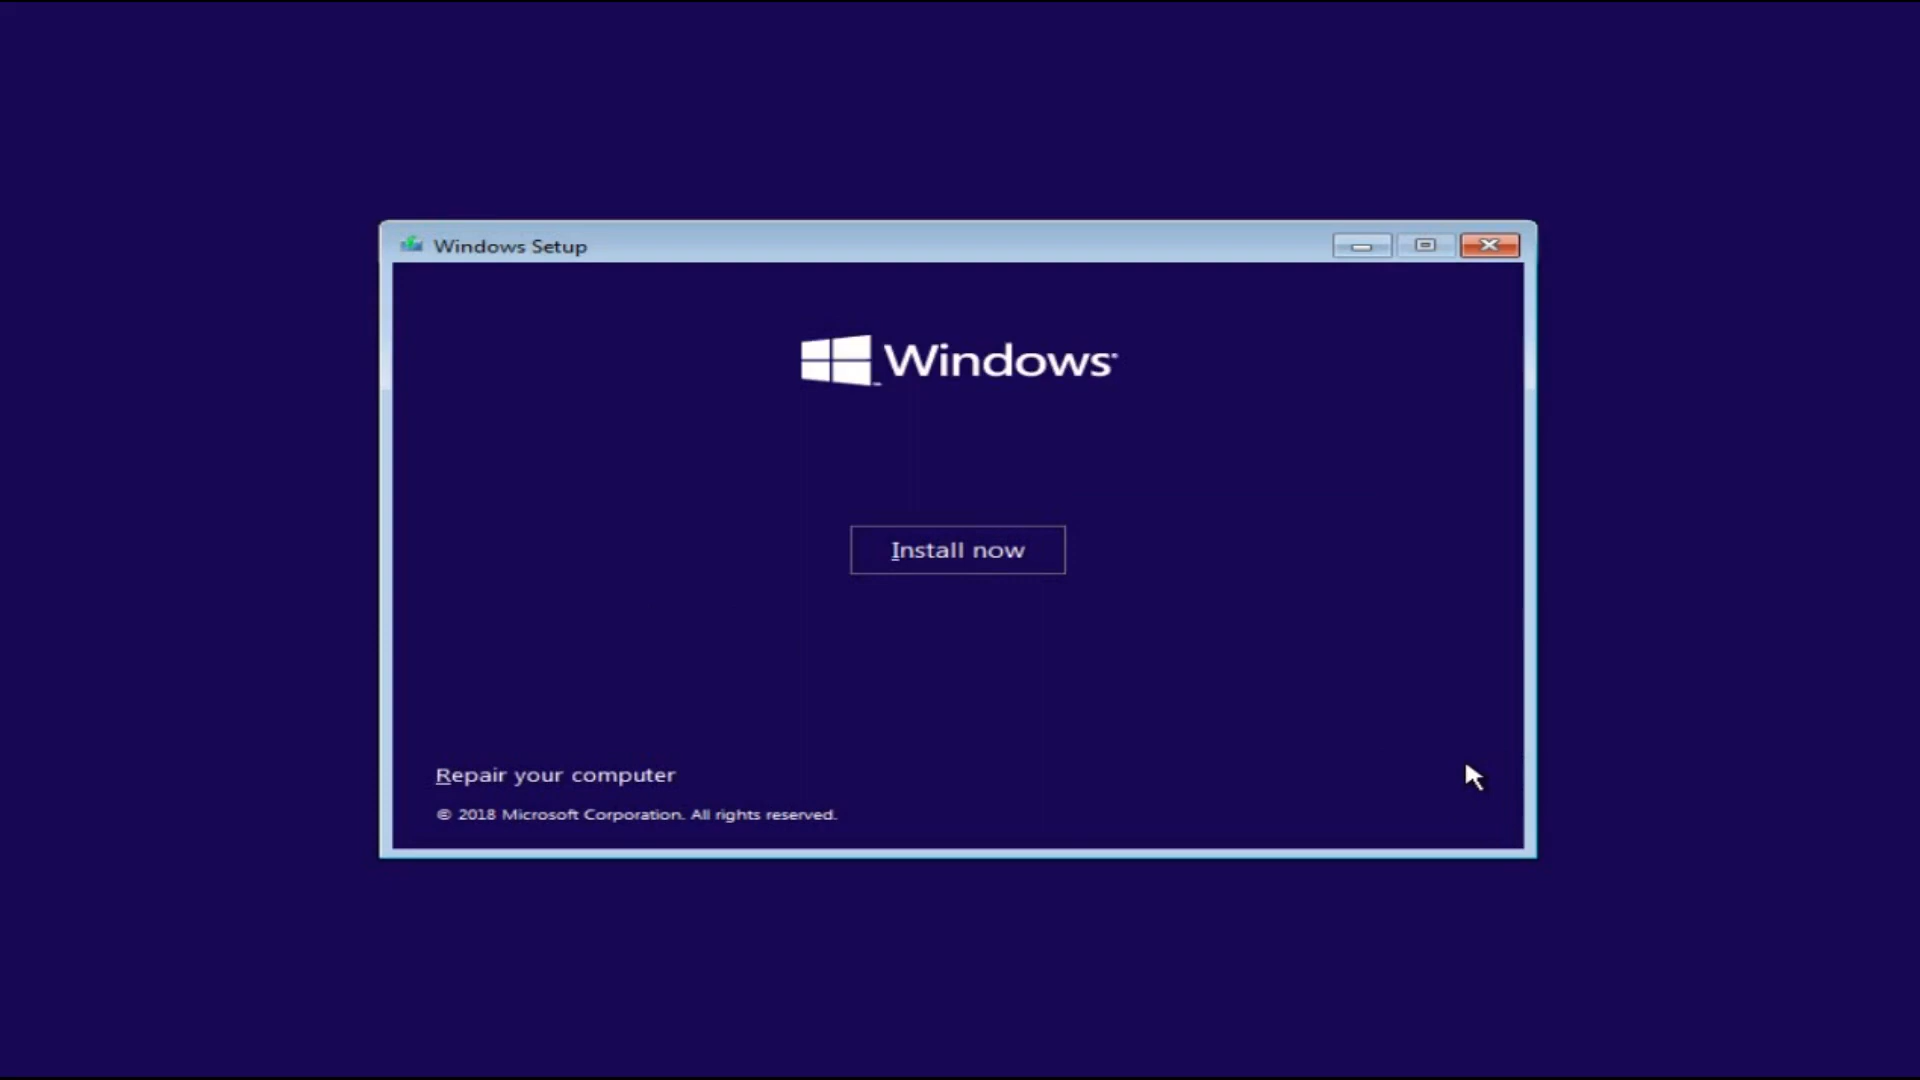 Windows Setup
Windows
Install now
Repair your computer
© 2018 Microsoft Corporation. All rights reserved.